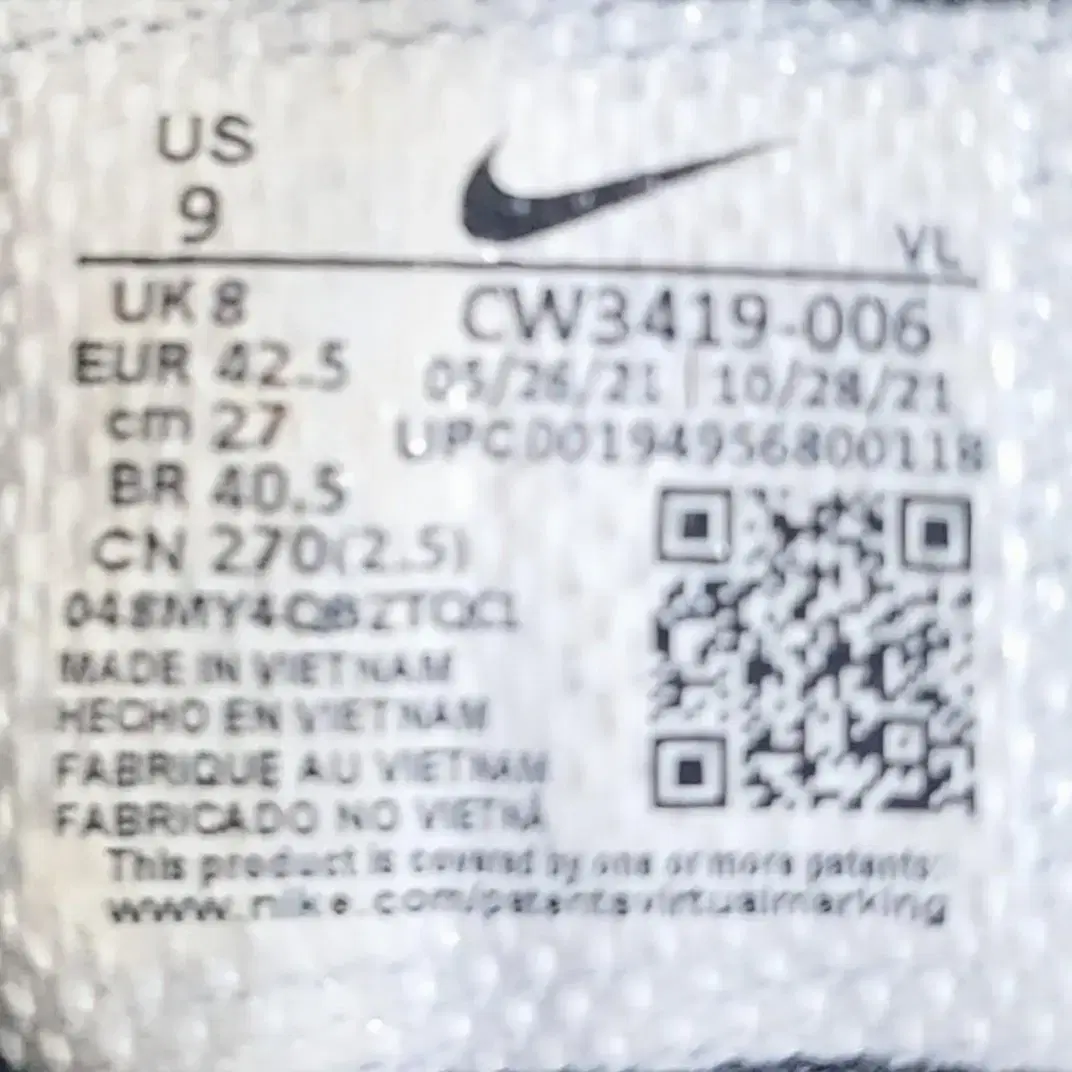 US
9
VL
UK 8
EUR 42.5
cm 27
BR 40.5
CN 270(2.5)
CW3419-006
05/26/21 | 10/28/21
UPC 00194956800118
MADE IN VIETNAM
HECHO EN VIETNAM
FABRIQUE AU VIETNAM
FABRICADO NO VIETNÃ
This product is covered by one or more patents:
www.nike.com/patentsvirtualmarking